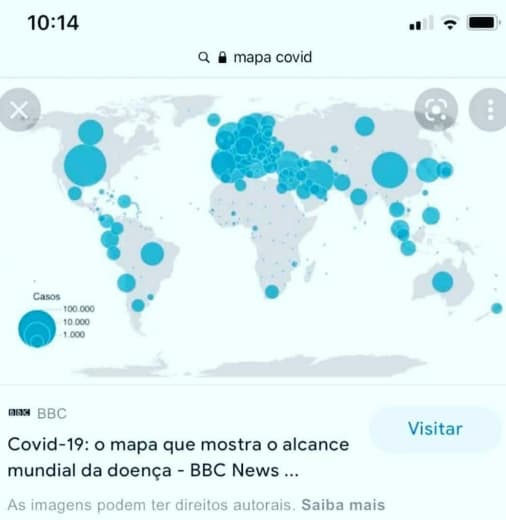 10:14
mapa covid
Casos
100.000
10.000
1.000
BBC BBC
Visitar
Covid-19: o mapa que mostra o alcance
mundial da doença - BBC News ...
As imagens podem ter direitos autorais. Saiba mais